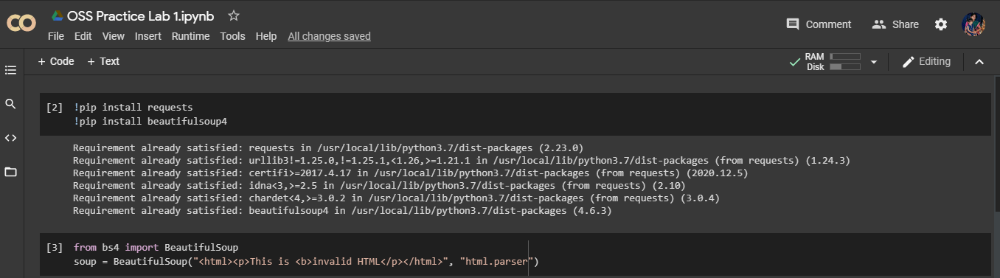 OSS Practice Lab 1.ipynb
File Edit View Insert Runtime Tools Help All changes saved
Comment Share
+ Code + Text
RAM
Disk
Editing
[2] !pip install requests
!pip install beautifulsoup4
Requirement already satisfied: requests in /usr/local/lib/python3.7/dist-packages (2.23.0)
Requirement already satisfied: urllib3!=1.25.0,!=1.25.1,<1.26,>=1.21.1 in /usr/local/lib/python3.7/dist-packages (from requests) (1.24.3)
Requirement already satisfied: certifi>=2017.4.17 in /usr/local/lib/python3.7/dist-packages (from requests) (2020.12.5)
Requirement already satisfied: idna<3,>=2.5 in /usr/local/lib/python3.7/dist-packages (from requests) (2.10)
Requirement already satisfied: chardet<4,>=3.0.2 in /usr/local/lib/python3.7/dist-packages (from requests) (3.0.4)
Requirement already satisfied: beautifulsoup4 in /usr/local/lib/python3.7/dist-packages (4.6.3)
[3] from bs4 import BeautifulSoup
soup = BeautifulSoup("<html><p>This is <b>invalid HTML</p></html>", "html.parser")